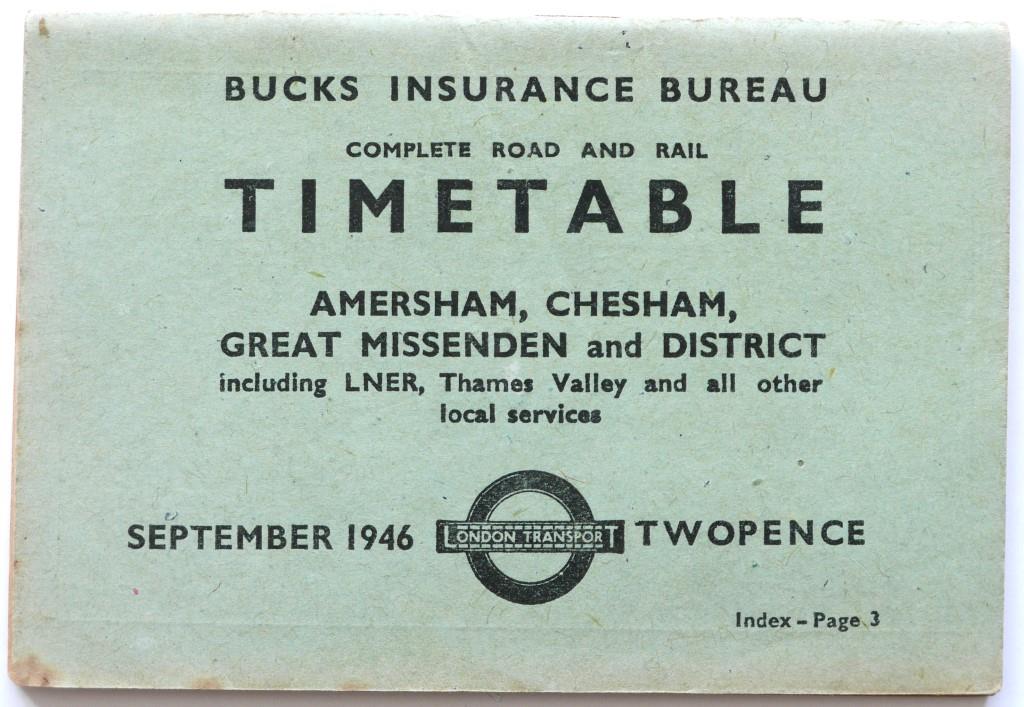 BUCKS INSURANCE BUREAU
COMPLETE ROAD AND RAIL
TIMETABLE
AMERSHAM, CHESHAM,
GREAT MISSENDEN and DISTRICT
including LNER, Thames Valley and all other
local services
SEPTEMBER 1946 LONDON TRANSPORT TWOPENCE
Index – Page 3